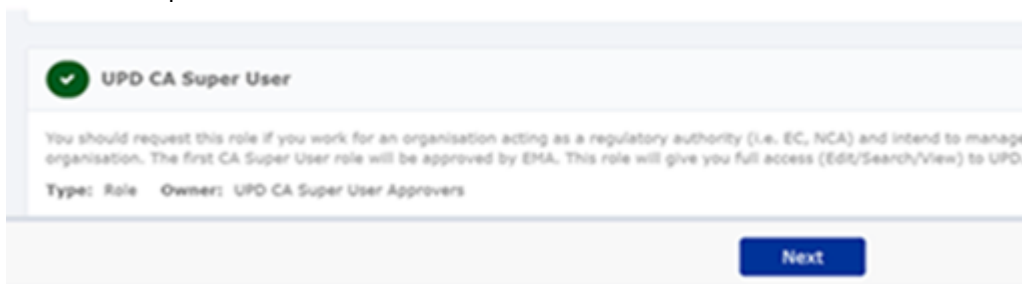 UPD CA Super User
You should request this role if you work for an organisation acting as a regulatory authority (i.e. EC, NCA) and intend to manage
organisation. The first CA Super User role will be approved by EMA. This role will give you full access (Edit/Search/View) to UPD.
Type: Role Owner: UPD CA Super User Approvers
Next